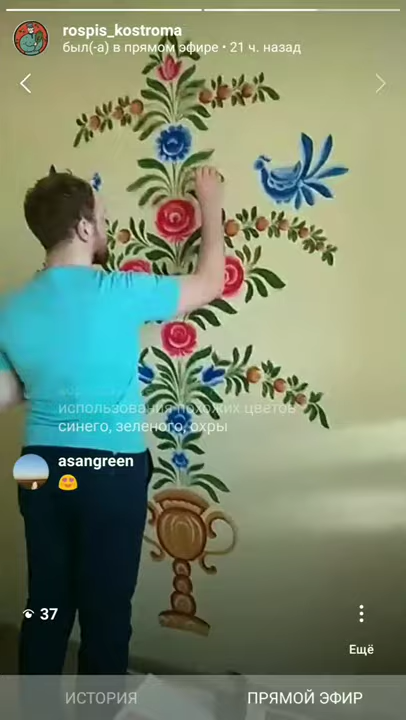 rospis_kostroma
был(-а) в прямом эфире • 21 ч. назад
использования похожих цветов
синего, зеленого, охры
asangreen
37
Ещё
ИСТОРИЯ
ПРЯМОЙ ЭФИР